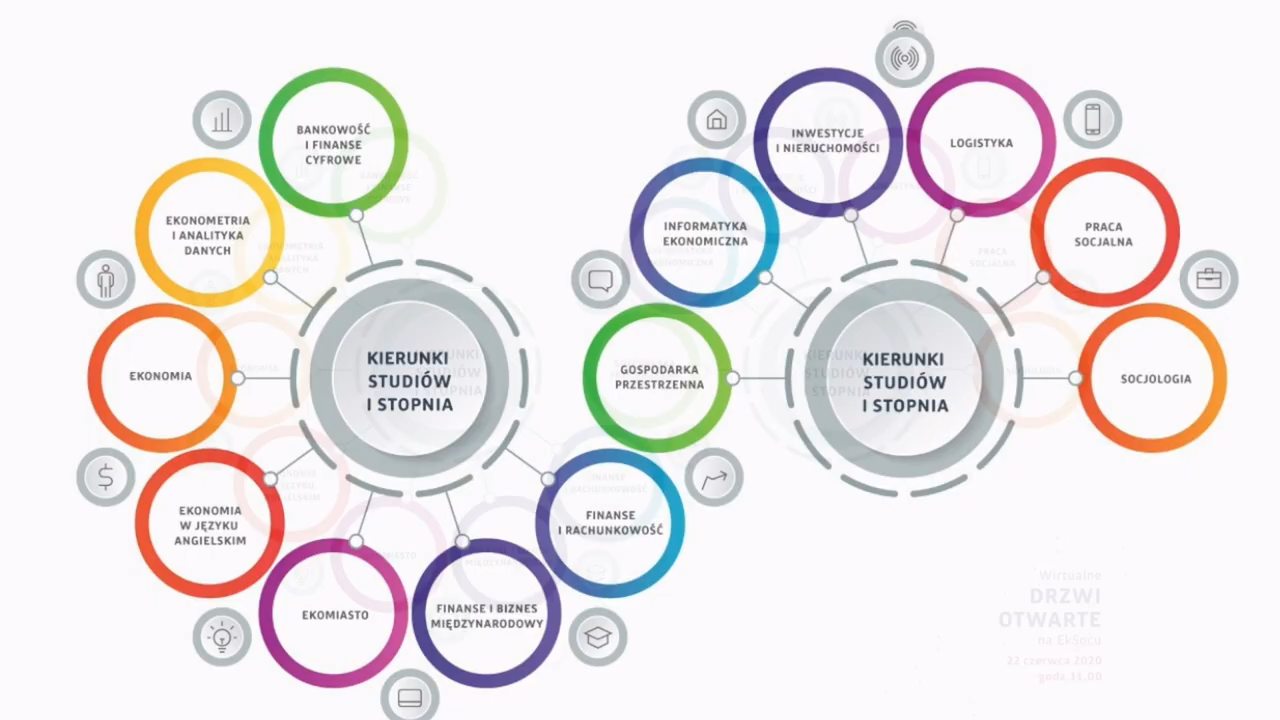 BANKOWOŚĆ
I FINANSE
CYFROWE
EKONOMETRIA
I ANALITYKA
DANYCH
EKONOMIA
EKONOMIA
W JĘZYKU
ANGIELSKIM
EKOMIASTO
FINANSE I BIZNES
MIĘDZYNARODOWY
FINANSE
I RACHUNKOWOŚĆ
KIERUNKI
STUDIÓW
I STOPNIA
GOSPODARKA
PRZESTRZENNA
INFORMATYKA
EKONOMICZNA
INWESTYCJE
I NIERUCHOMOŚCI
LOGISTYKA
PRACA
SOCJALNA
SOCJOLOGIA
KIERUNKI
STUDIÓW
I STOPNIA
Wirtualne
DRZWI
OTWARTE
na EkSocu
22 czerwca 2020
godz.11.00